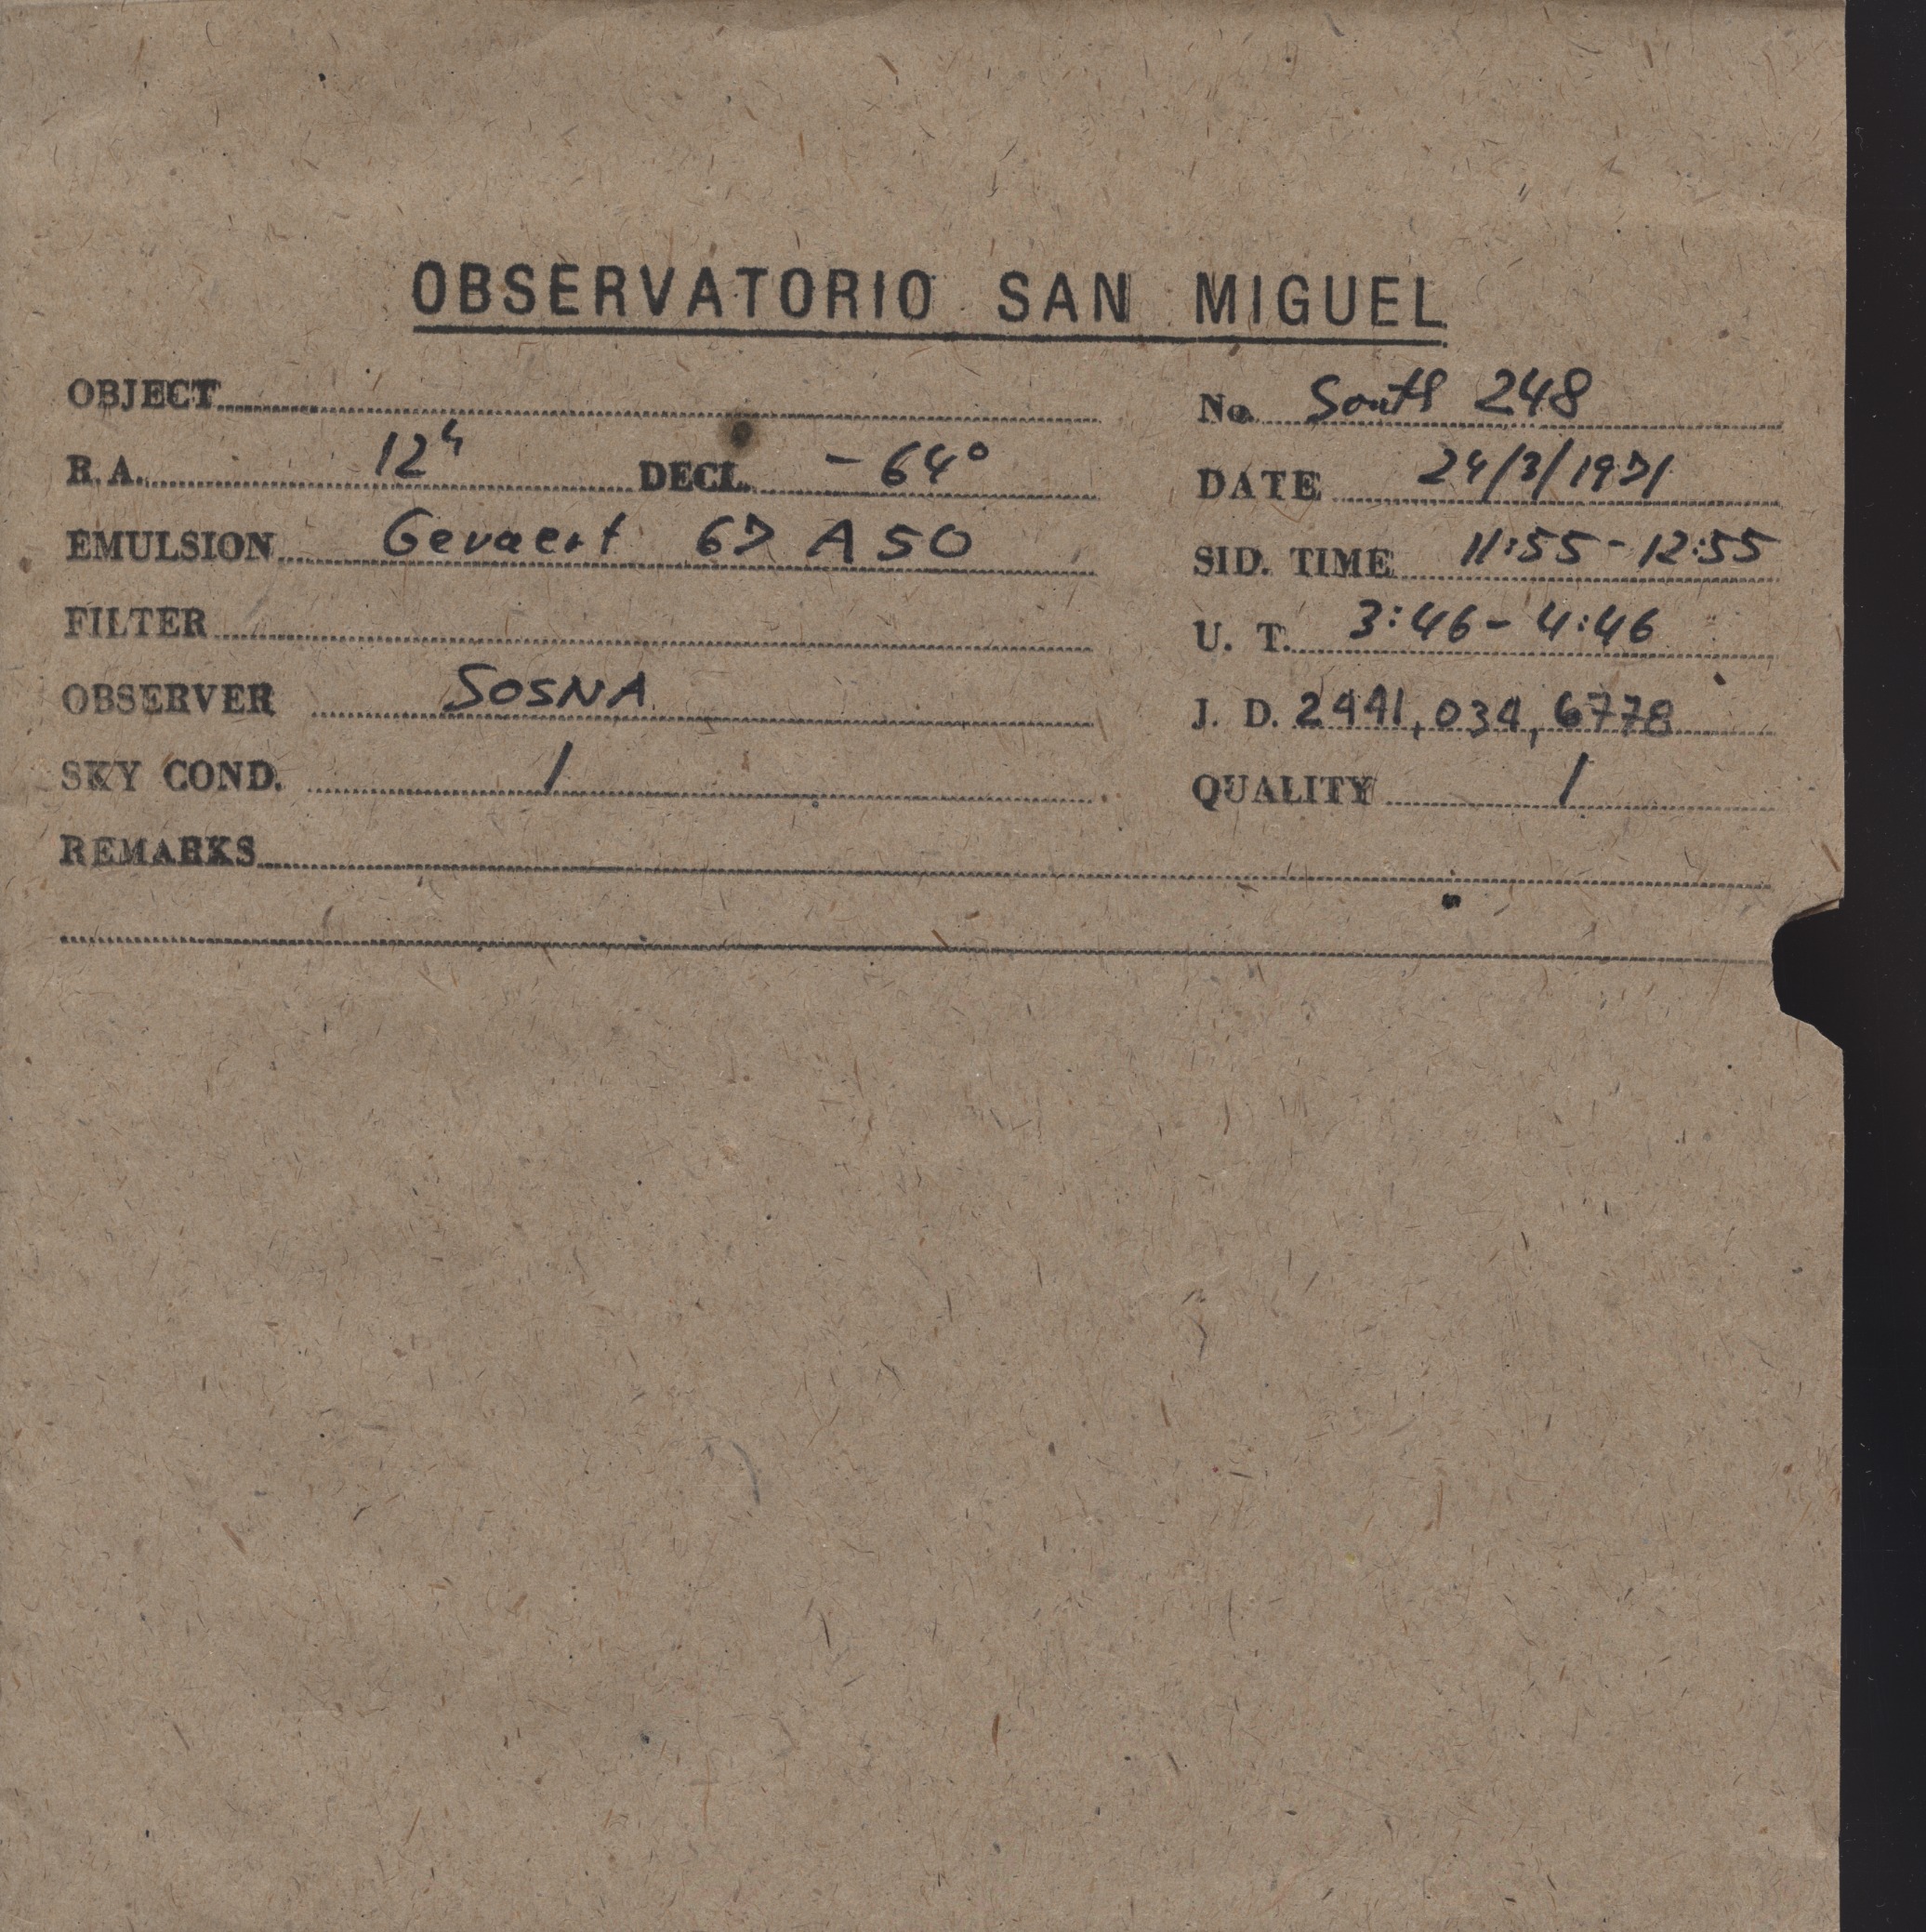 OBSERVATORIO SAN MIGUEL
OBJECT
No. South 248
R.A. 12h DECL. -64°
DATE 24/3/1971
EMULSION Gevaert 67 A 50
SID. TIME 11:55-12:55
FILTER
U. T. 3:46-4:46
OBSERVER SOSNA
J. D. 2441,034,6778
SKY COND. 1
QUALITY 1
REMARKS